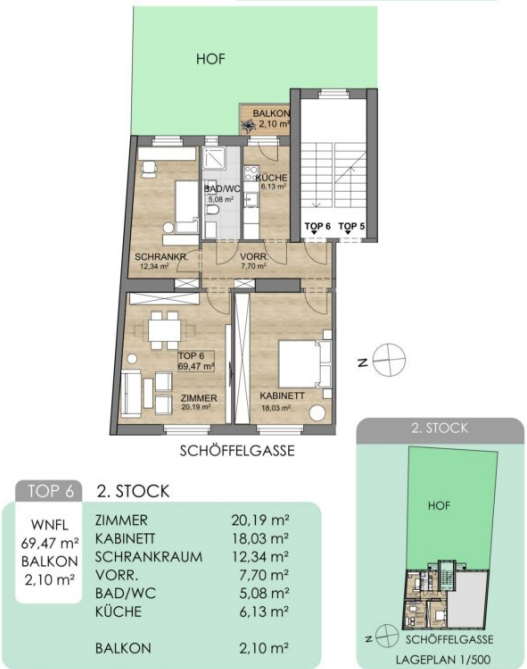 HOF
BALKON
2,10 m²
KÜCHE
6,13 m²
BAD/WC
5,08 m²
TOP 6 TOP 5
SCHRANKR.
12,34 m²
VORR.
7,70 m²
TOP 6
69,47 m²
ZIMMER
20,19 m²
KABINETT
18,03 m²
N
SCHÖFFELGASSE
TOP 6 2. STOCK
WNFL
69,47 m²
BALKON
2,10 m²
ZIMMER 20,19 m²
KABINETT 18,03 m²
SCHRANKRAUM 12,34 m²
VORR. 7,70 m²
BAD/WC 5,08 m²
KÜCHE 6,13 m²
BALKON 2,10 m²
2. STOCK
HOF
N
SCHÖFFELGASSE
LAGEPLAN 1/500